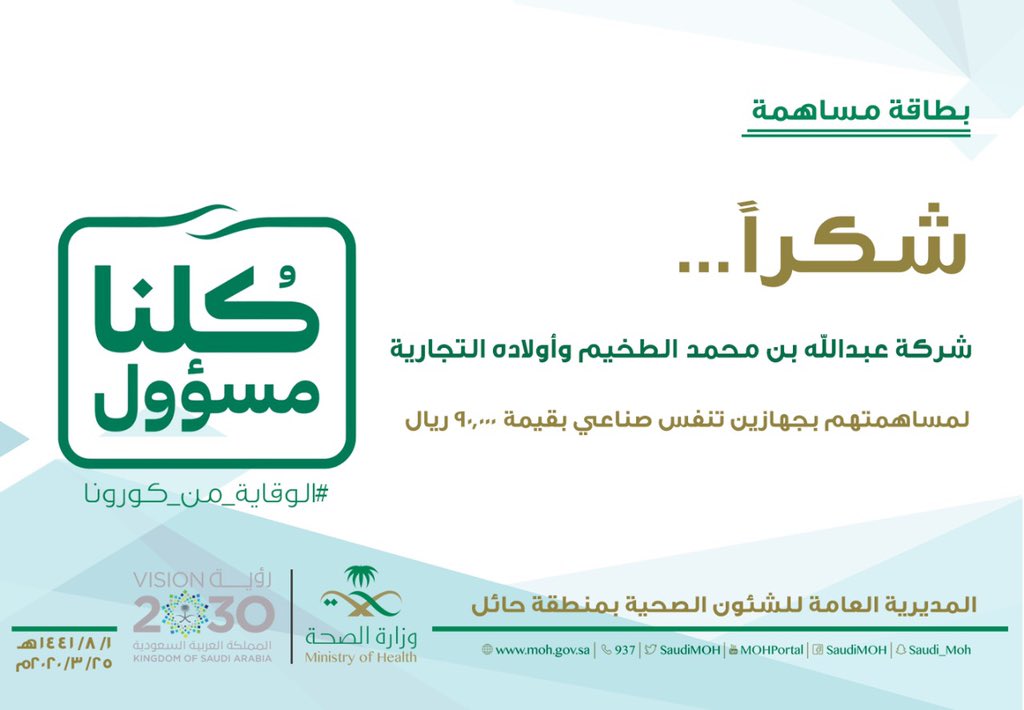 بطاقة مساهمة
شكراً...
شركة عبدالله بن محمد الطخيم وأولاده التجارية
لمساهمتهم بجهازين تنفس صناعي بقيمة ٩٠,٠٠٠ ريال
كُلنا
مسؤول
#الوقاية_من_كورونا
المديرية العامة للشئون الصحية بمنطقة حائل
www.moh.gov.sa | 937 | SaudiMOH | MOHPortal | SaudiMOH | Saudi_Moh
وزارة الصحة
Ministry of Health
VISION رؤيــة
2030
المملكة العربية السعودية
KINGDOM OF SAUDI ARABIA
١٤٤١/٨/١هـ
٢٠٢٠/٣/٢٥م